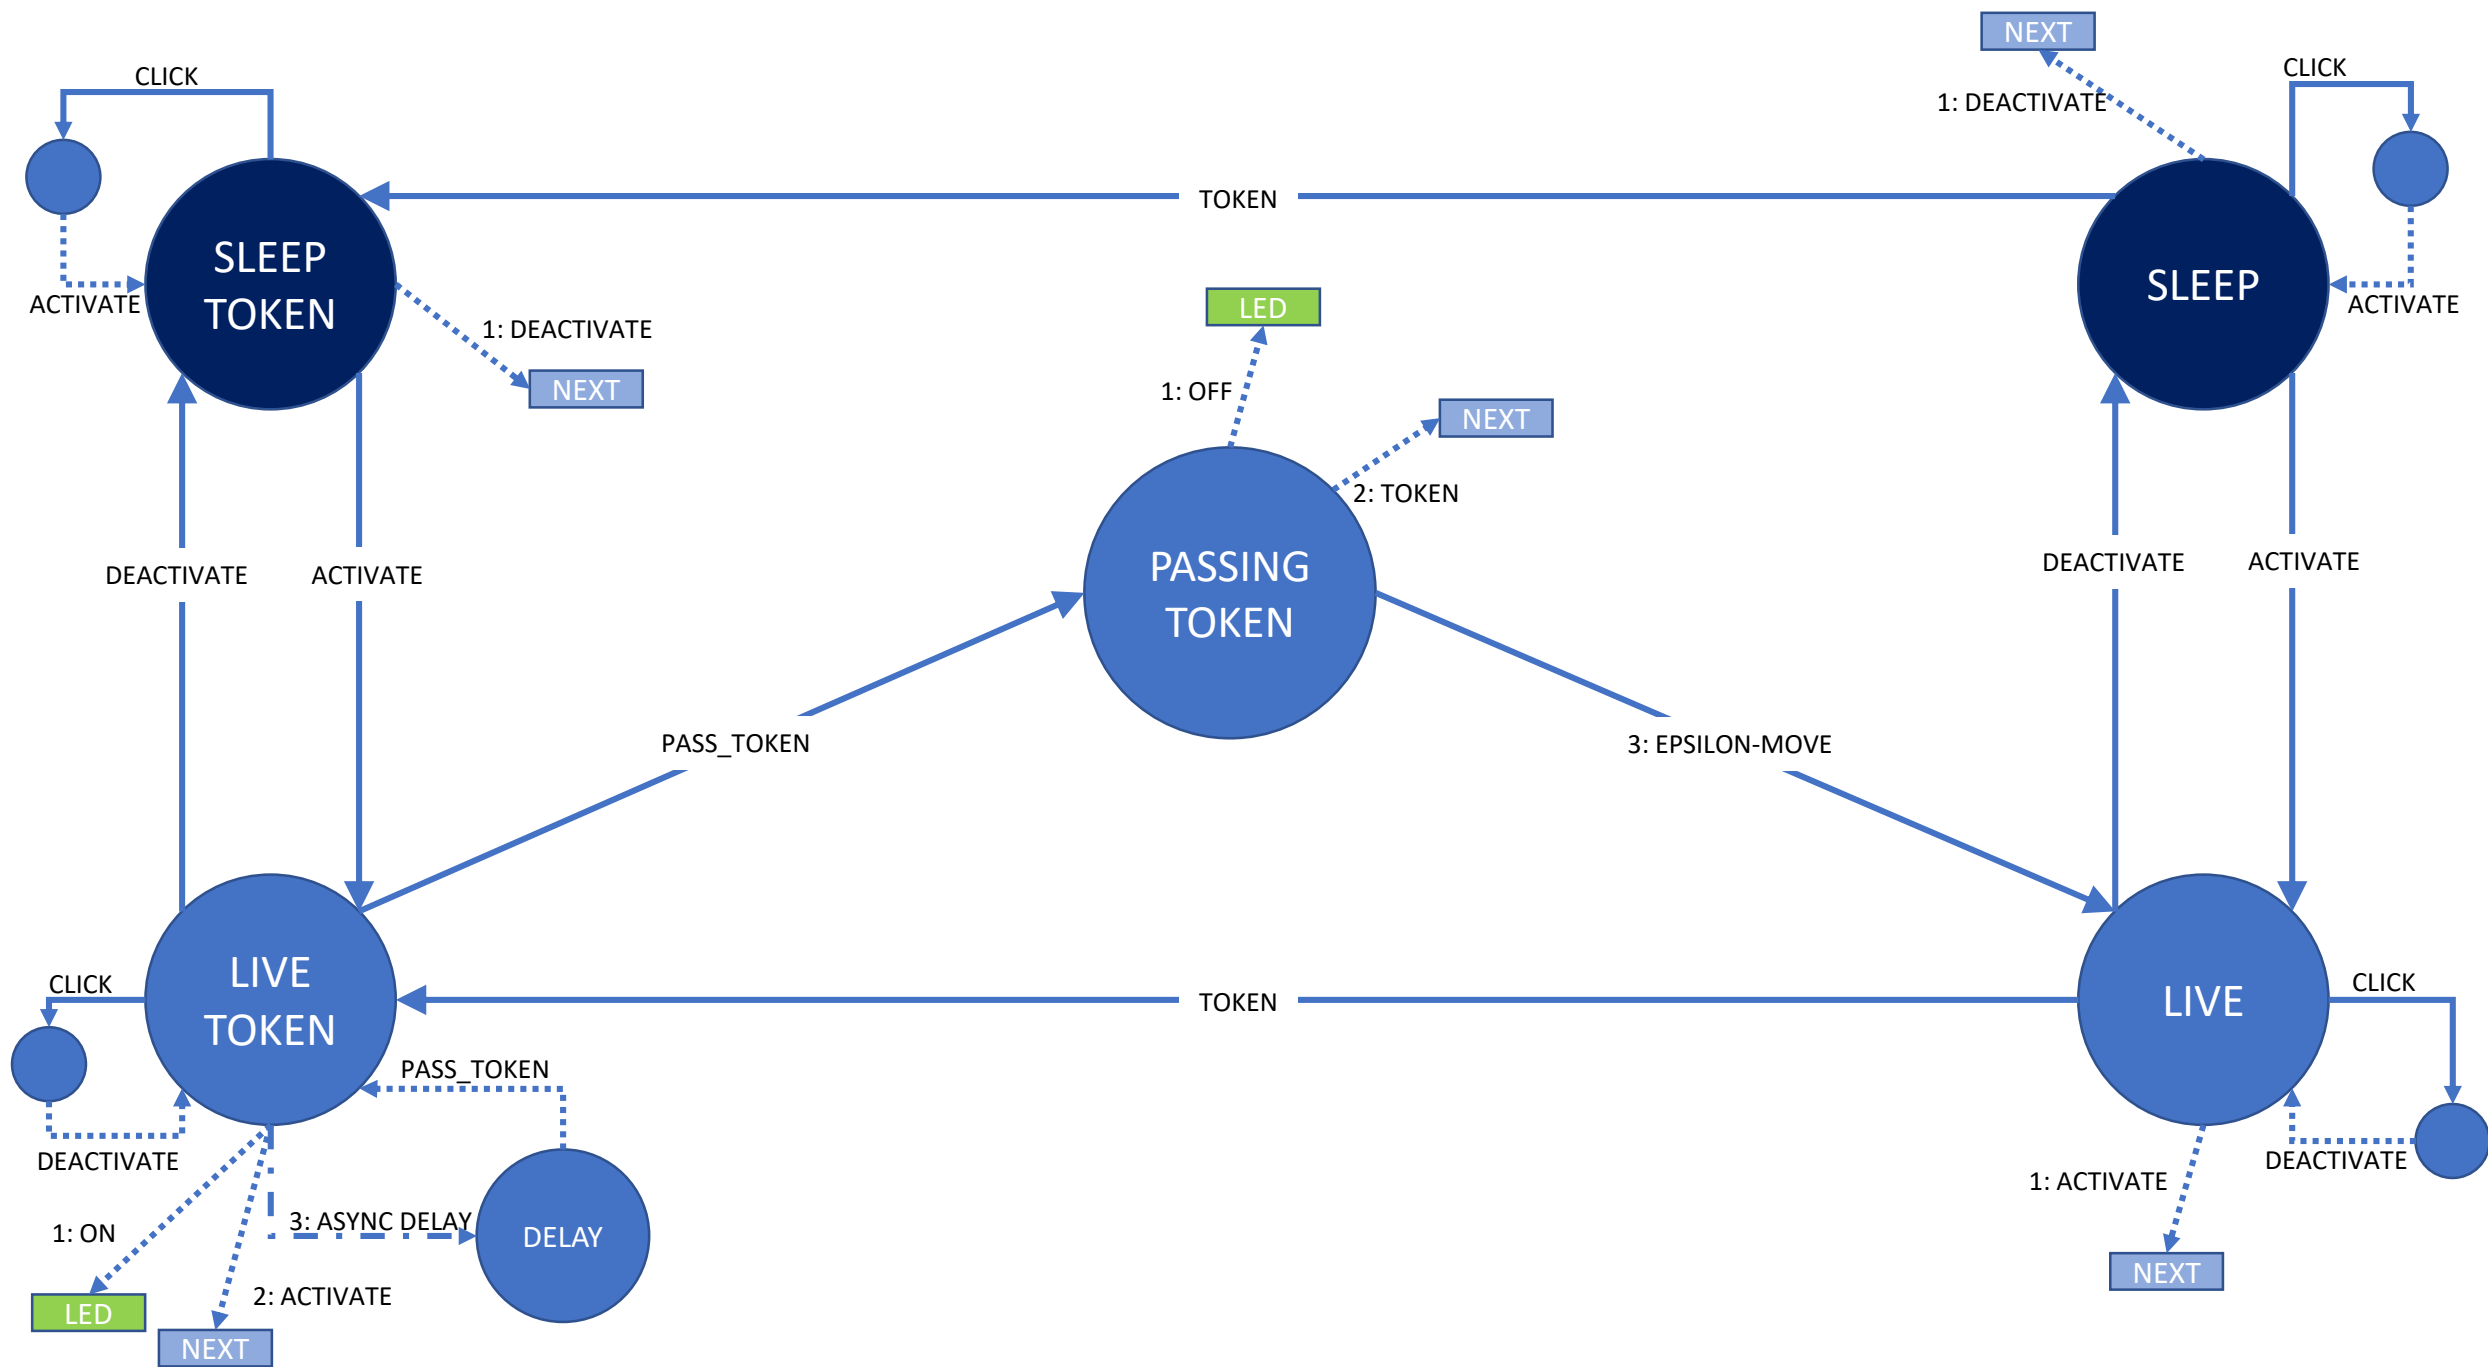 NEXT
CLICK
CLICK
1: DEACTIVATE
TOKEN
SLEEP
TOKEN
SLEEP
ACTIVATE
ACTIVATE
LED
1: DEACTIVATE
NEXT
1: OFF
NEXT
2: TOKEN
PASSING
TOKEN
DEACTIVATE
ACTIVATE
DEACTIVATE
ACTIVATE
PASS_TOKEN
3: EPSILON-MOVE
LIVE
TOKEN
CLICK
TOKEN
LIVE
CLICK
PASS_TOKEN
DEACTIVATE
DEACTIVATE
1: ACTIVATE
1: ON
3: ASYNC DELAY
DELAY
NEXT
2: ACTIVATE
LED
NEXT